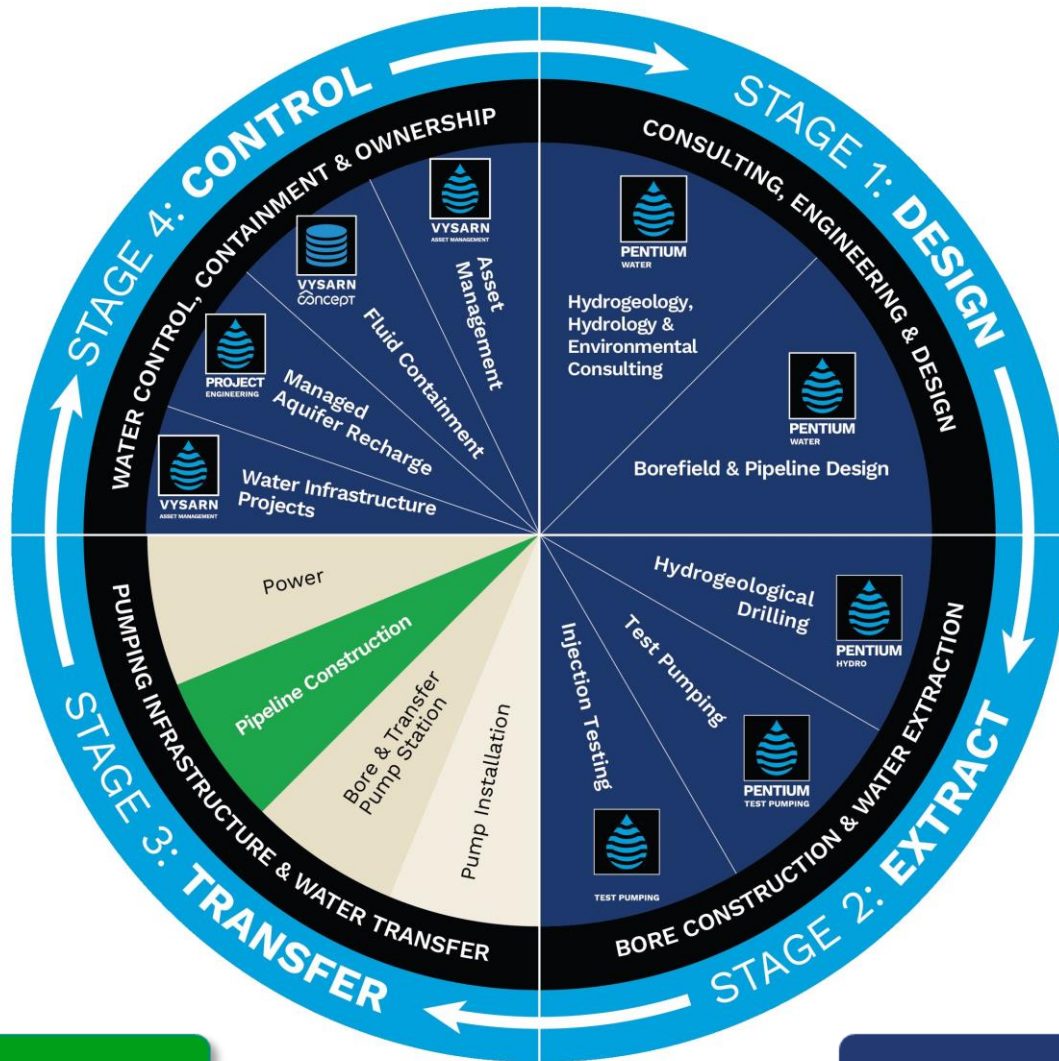 STAGE 1: DESIGN
CONSULTING, ENGINEERING & DESIGN
PENTIUM
WATER
Hydrogeology,
Hydrology &
Environmental
Consulting
PENTIUM
WATER
Borefield & Pipeline Design
STAGE 2: EXTRACT
BORE CONSTRUCTION & WATER EXTRACTION
Hydrogeological
Drilling
PENTIUM
HYDRO
Test Pumping
PENTIUM
TEST PUMPING
Injection Testing
TEST PUMPING
STAGE 3: TRANSFER
PUMPING INFRASTRUCTURE & WATER TRANSFER
Pump Installation
Bore & Transfer
Pump Station
Pipeline Construction
Power
STAGE 4: CONTROL
WATER CONTROL, CONTAINMENT & OWNERSHIP
VYSARN
ASSET MANAGEMENT
Water Infrastructure
Projects
PROJECT
ENGINEERING
Managed
Aquifer Recharge
VYSARN
CONCEPT
Fluid Containment
VYSARN
ASSET MANAGEMENT
Asset
Management